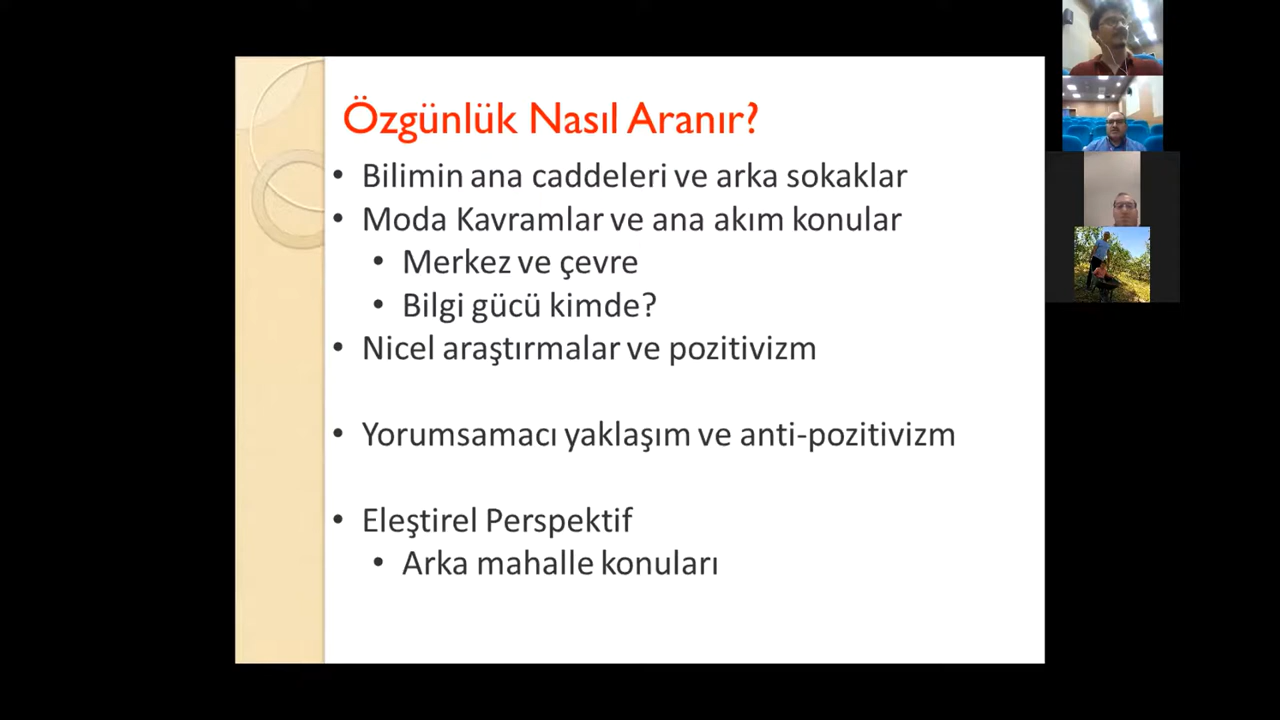 Özgünlük Nasıl Aranır?
• Bilimin ana caddeleri ve arka sokaklar
• Moda Kavramlar ve ana akım konular
• Merkez ve çevre
• Bilgi gücü kimde?
• Nicel araştırmalar ve pozitivizm
• Yorumsamacı yaklaşım ve anti-pozitivizm
• Eleştirel Perspektif
• Arka mahalle konuları